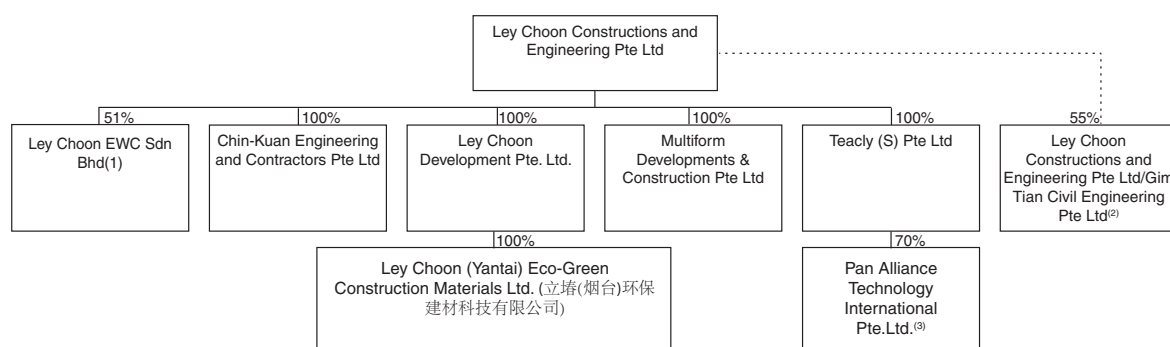 Ley Choon Constructions and
Engineering Pte Ltd
51%
100%
100%
100%
100%
55%
Ley Choon EWC Sdn
Bhd(1)
Chin-Kuan Engineering
and Contractors Pte Ltd
Ley Choon
Development Pte. Ltd.
Multiform
Developments &
Construction Pte Ltd
Teacly (S) Pte Ltd
Ley Choon
Constructions and
Engineering Pte Ltd/Gim
Tian Civil Engineering
Pte Ltd(2)
100%
70%
Ley Choon (Yantai) Eco-Green
Construction Materials Ltd. (立堾(烟台)环保
建材科技有限公司)
Pan Alliance
Technology
International
Pte.Ltd.(3)